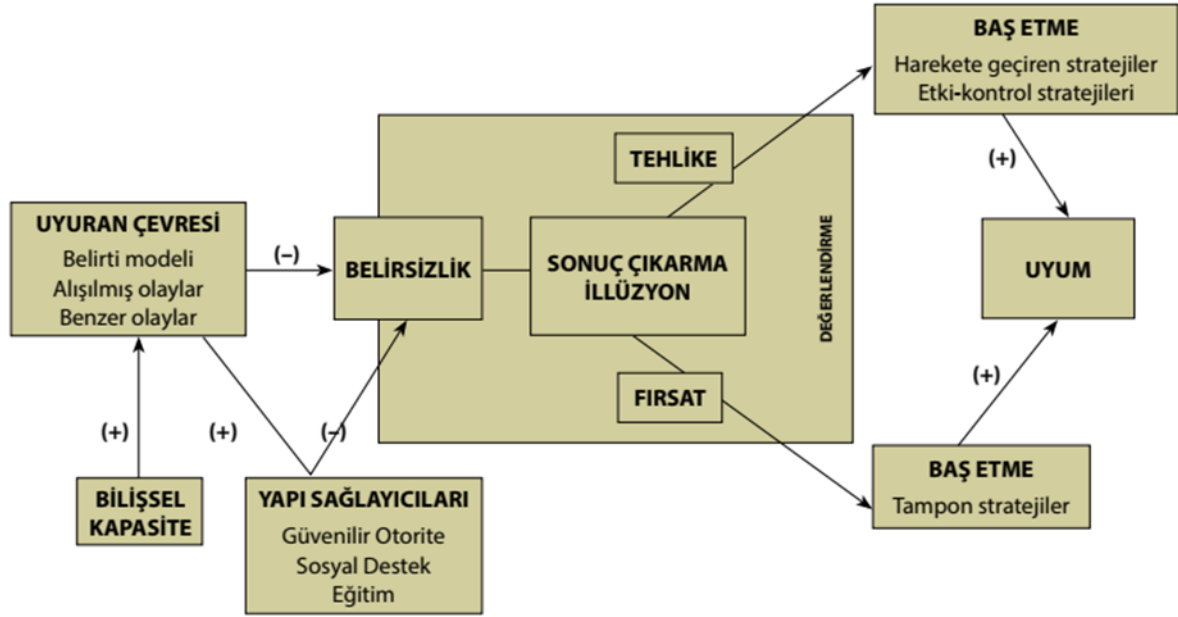 BAŞ ETME
Harekete geçiren stratejiler
Etki-kontrol stratejileri
TEHLİKE
(+)
UYURAN ÇEVRESİ
Belirti modeli
Alışılmış olaylar
Benzer olaylar
(–)
BELİRSİZLİK
SONUÇ ÇIKARMA
İLLÜZYON
DEĞERLENDİRME
UYUM
FIRSAT
(+)
(+)
(+)
(–)
BİLİŞSEL
KAPASİTE
YAPI SAĞLAYICILARI
Güvenilir Otorite
Sosyal Destek
Eğitim
BAŞ ETME
Tampon stratejiler